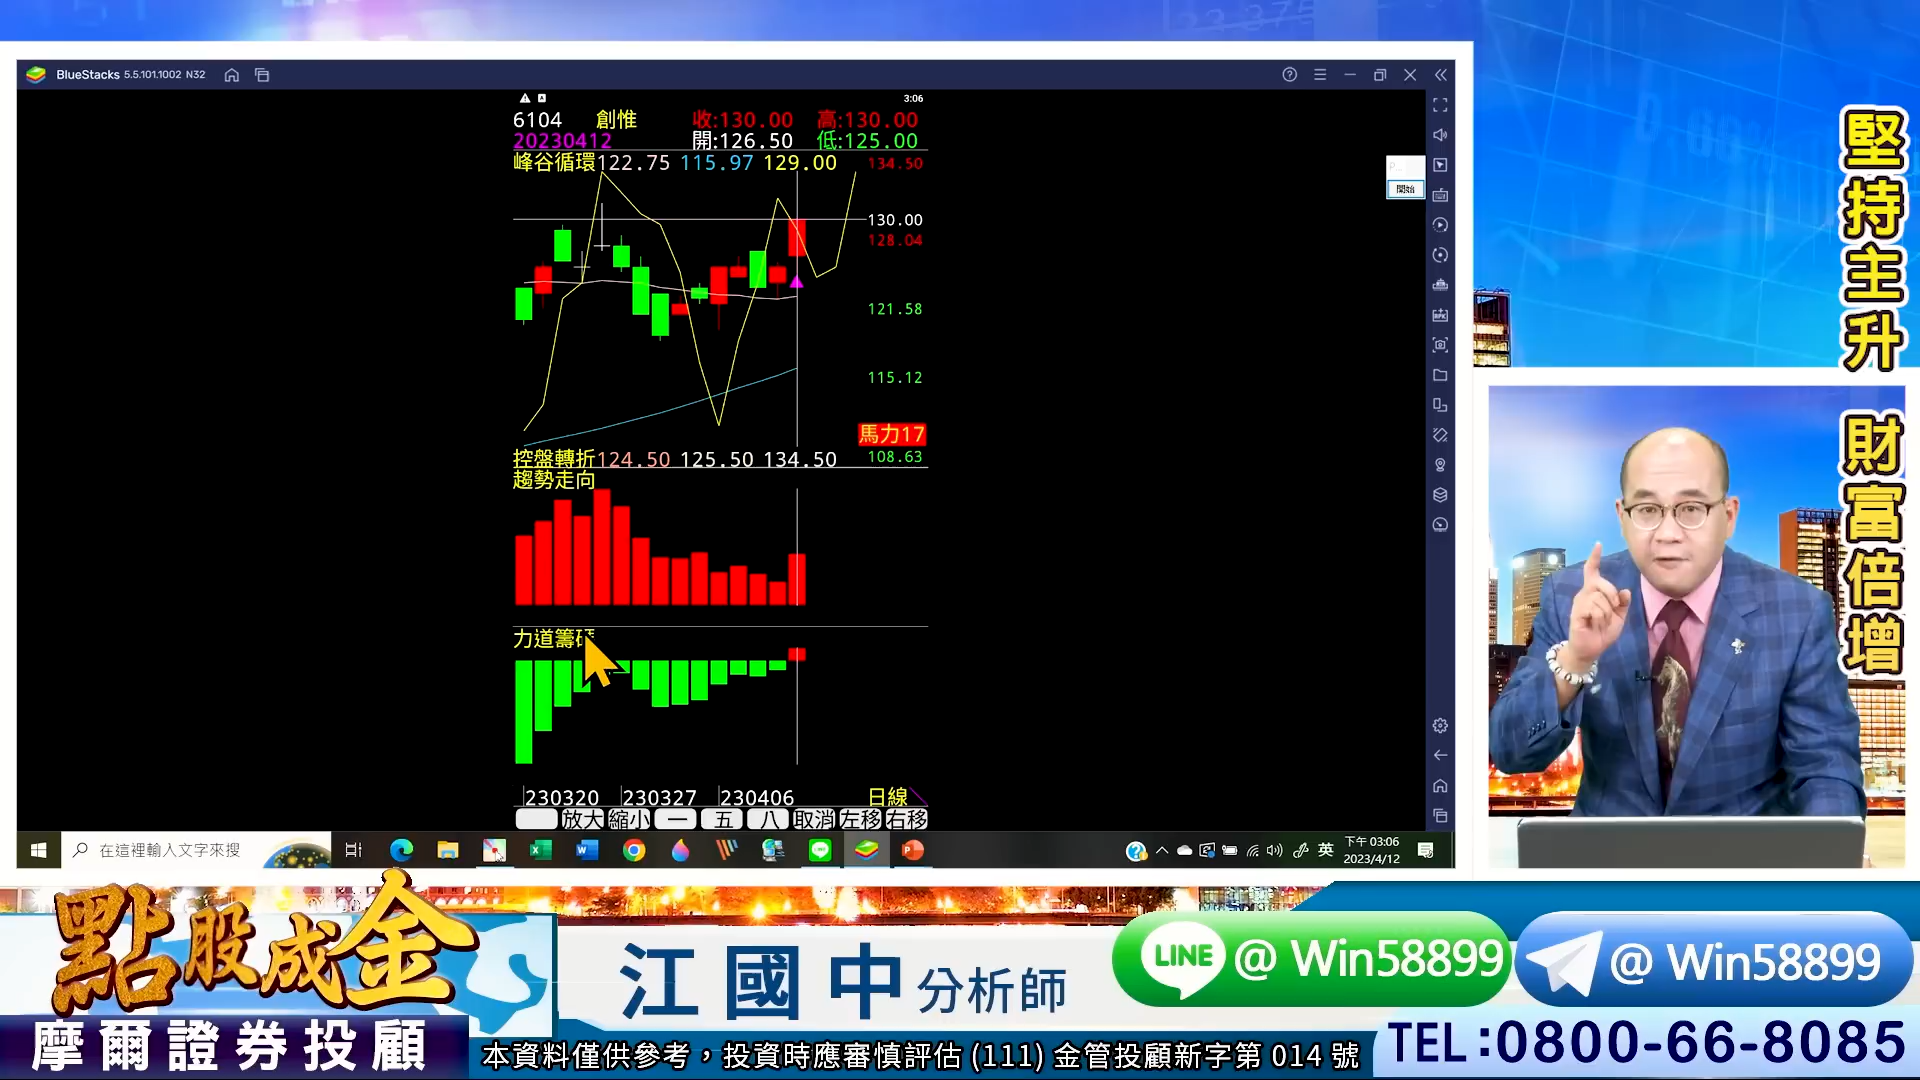 BlueStacks 5.5.101.1002 N32
3:06
6104 創惟 收:130.00 高:130.00
20230412 開:126.50 低:125.00
峰谷循環122.75 115.97 129.00 134.50
130.00
128.04
121.58
115.12
馬力17
108.63
控盤轉折124.50 125.50 134.50
趨勢走向
力道籌碼
230320 230327 230406 日線
放大 縮小 一 五 八 取消 左移 右移
開始
在這裡輸入文字來搜
英
下午 03:06
2023/4/12
堅持主升 財富倍增
點股成金
摩爾證券投顧
江國中 分析師
LINE @ Win58899
@ Win58899
TEL:0800-66-8085
本資料僅供參考，投資時應審慎評估 (111) 金管投顧新字第 014 號